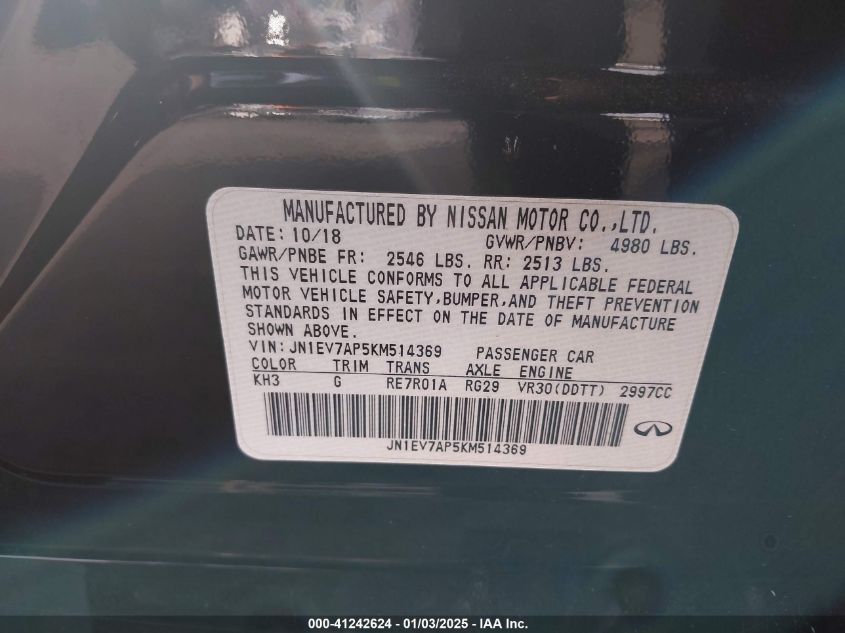 MANUFACTURED BY NISSAN MOTOR CO.,LTD.
DATE: 10/18 GVWR/PNBV: 4980 LBS.
GAWR/PNBE FR: 2546 LBS. RR: 2513 LBS.
THIS VEHICLE CONFORMS TO ALL APPLICABLE FEDERAL
MOTOR VEHICLE SAFETY,BUMPER,AND THEFT PREVENTION
STANDARDS IN EFFECT ON THE DATE OF MANUFACTURE
SHOWN ABOVE.
VIN: JN1EV7AP5KM514369 PASSENGER CAR
COLOR TRIM TRANS AXLE ENGINE
KH3 G RE7R01A RG29 VR30(DDTT) 2997CC
JN1EV7AP5KM514369
000-41242624 | 01/03/2025 | IAA Inc.